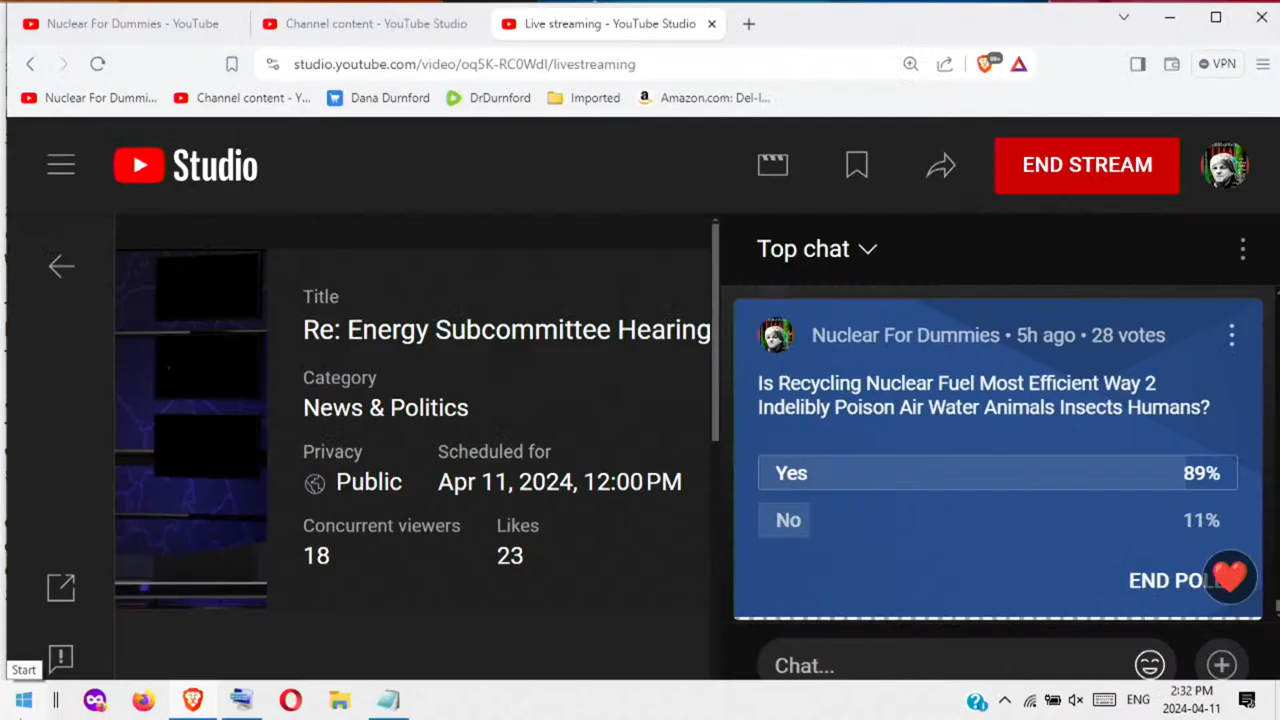 Nuclear For Dummies - YouTube
Channel content - YouTube Studio
Live streaming - YouTube Studio
studio.youtube.com/video/oq5K-RC0WdI/livestreaming
99+
VPN
Nuclear For Dummi...
Channel content - Y...
Dana Durnford
DrDurnford
Imported
Amazon.com: Del-I...
Studio
END STREAM
Title
Re: Energy Subcommittee Hearing
Category
News & Politics
Privacy
Scheduled for
Public
Apr 11, 2024, 12:00 PM
Concurrent viewers
Likes
18
23
Top chat
Nuclear For Dummies • 5h ago • 28 votes
Is Recycling Nuclear Fuel Most Efficient Way 2
Indelibly Poison Air Water Animals Insects Humans?
Yes 89%
No 11%
END POLL
Chat...
Start
ENG
2:32 PM
2024-04-11